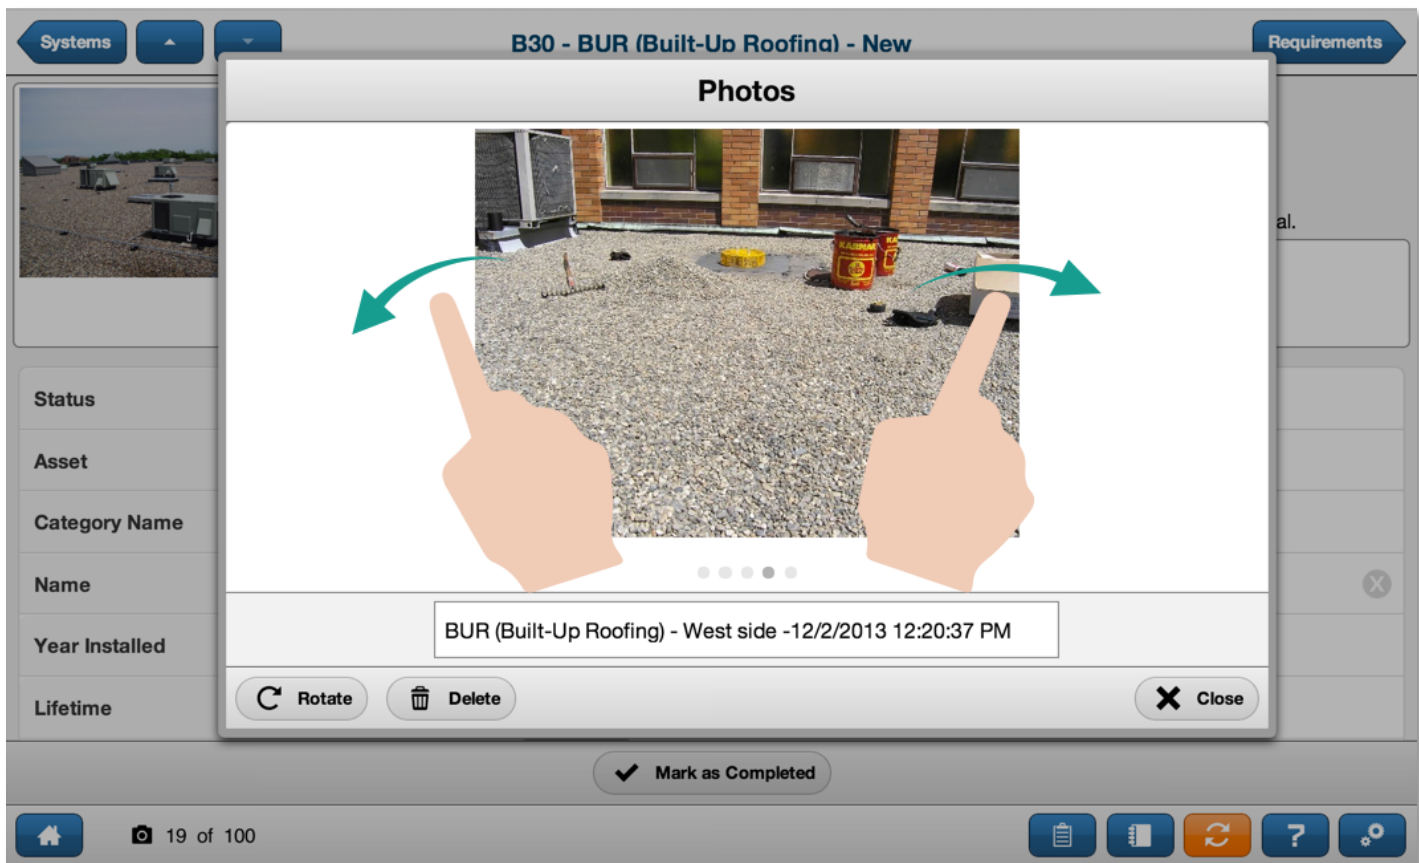 Systems
B30 - BUR (Built-Up Roofing) - New
Requirements
Photos
KARNAK
al.
Status
Asset
Category Name
Name
Year Installed
Lifetime
BUR (Built-Up Roofing) - West side -12/2/2013 12:20:37 PM
Rotate
Delete
Close
Mark as Completed
19 of 100
?